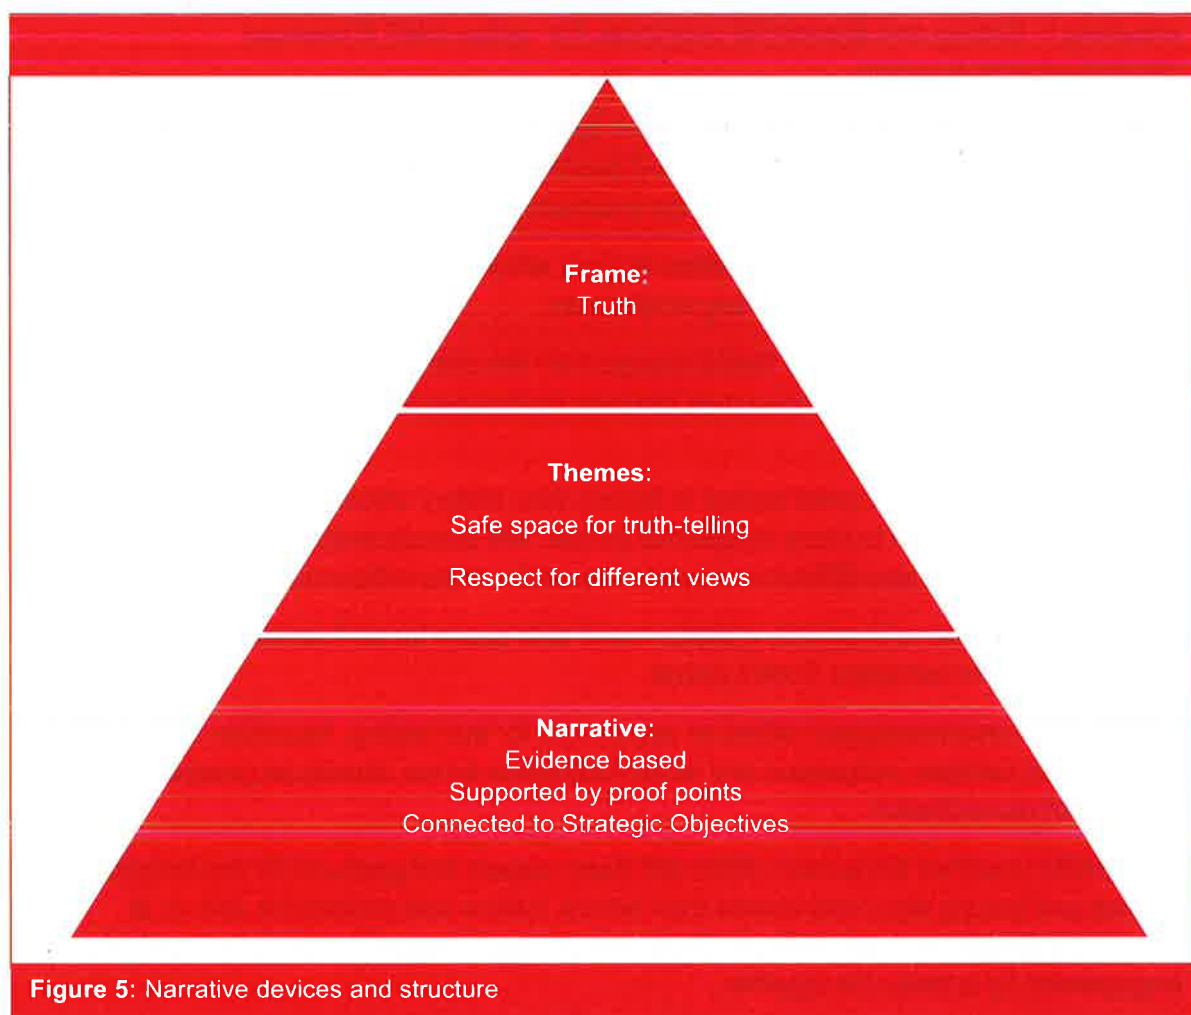 Frame:
Truth
Themes:
Safe space for truth-telling
Respect for different views
Narrative:
Evidence based
Supported by proof points
Connected to Strategic Objectives
Figure 5: Narrative devices and structure